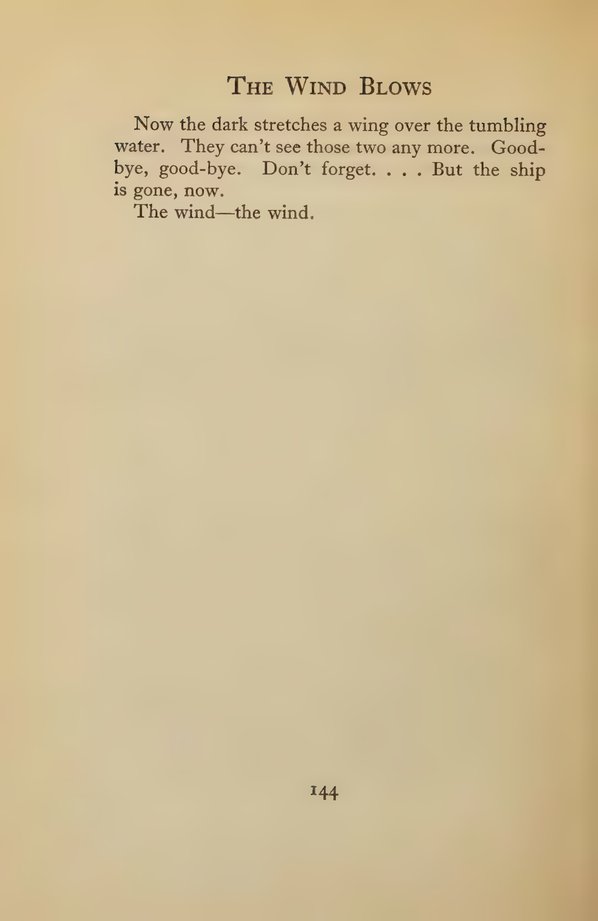 The Wind Blows
Now the dark stretches a wing over the tumbling
water. They can't see those two any more. Good-
bye, good-bye. Don't forget. . . . But the ship
is gone, now.
The wind—the wind.
144